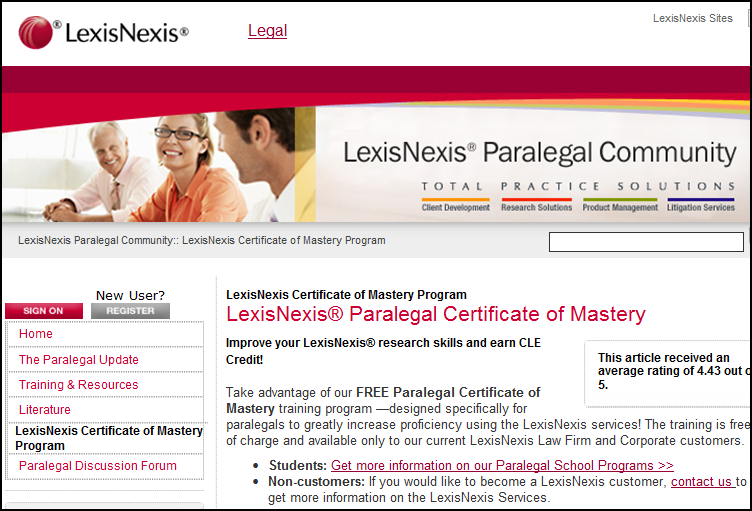 ® LexisNexis®
Legal
LexisNexis Sites
LexisNexis® Paralegal Community
TOTAL PRACTICE SOLUTIONS
Client Development Research Solutions Product Management Litigation Services
LexisNexis Paralegal Community:: LexisNexis Certificate of Mastery Program
New User?
SIGN ON REGISTER
Home
The Paralegal Update
Training & Resources
Literature
LexisNexis Certificate of Mastery
Program
Paralegal Discussion Forum
LexisNexis Certificate of Mastery Program
LexisNexis® Paralegal Certificate of Mastery
Improve your LexisNexis® research skills and earn CLE
Credit!
This article received an
average rating of 4.43 out o
5.
Take advantage of our FREE Paralegal Certificate of
Mastery training program —designed specifically for
paralegals to greatly increase proficiency using the LexisNexis services! The training is free
of charge and available only to our current LexisNexis Law Firm and Corporate customers.
• Students: Get more information on our Paralegal School Programs >>
• Non-customers: If you would like to become a LexisNexis customer, contact us to
get more information on the LexisNexis Services.